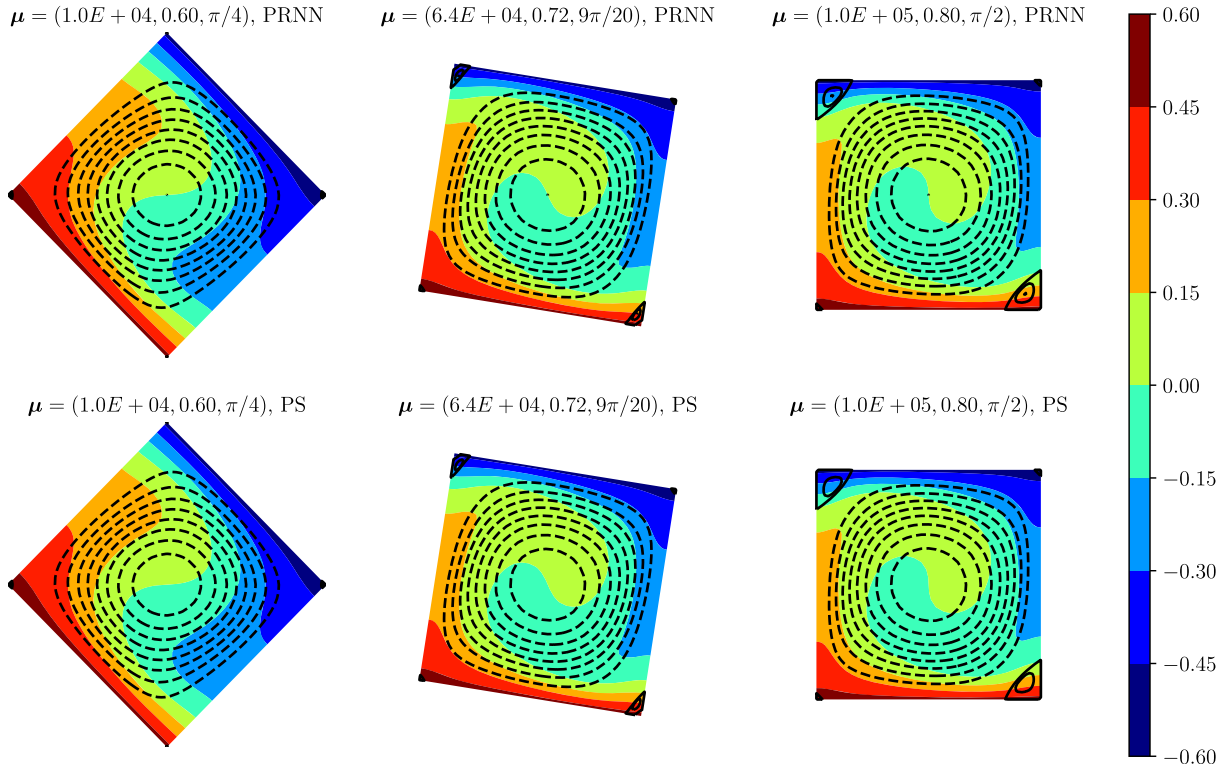 μ = (1.0E + 04, 0.60, π/4), PRNN
μ = (6.4E + 04, 0.72, 9π/20), PRNN
μ = (1.0E + 05, 0.80, π/2), PRNN
μ = (1.0E + 04, 0.60, π/4), PS
μ = (6.4E + 04, 0.72, 9π/20), PS
μ = (1.0E + 05, 0.80, π/2), PS
0.60
0.45
0.30
0.15
0.00
−0.15
−0.30
−0.45
−0.60